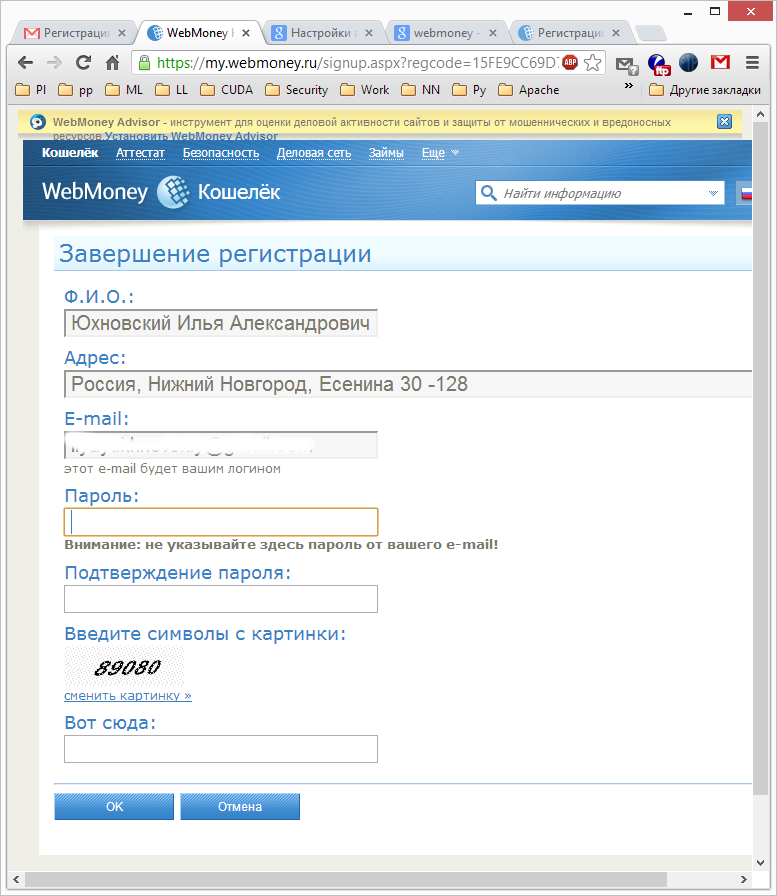 Регистраци
WebMoney
Настройки а
webmoney -
Регистраци
https://my.webmoney.ru/signup.aspx?regcode=15FE9CC69D7
ABP
ftp
PI
pp
ML
LL
CUDA
Security
Work
NN
Py
Apache
»
Другие закладки
WebMoney Advisor - инструмент для оценки деловой активности сайтов и защиты от мошеннических и вредоносных
ресурсов Установить WebMoney Advisor
Кошелёк Аттестат Безопасность Деловая сеть Займы Еще
WebMoney Кошелёк
Найти информацию
Завершение регистрации
Ф.И.О.:
Юхновский Илья Александрович
Адрес:
Россия, Нижний Новгород, Есенина 30 -128
E-mail:
этот e-mail будет вашим логином
Пароль:
Внимание: не указывайте здесь пароль от вашего e-mail!
Подтверждение пароля:
Введите символы с картинки:
89080
сменить картинку »
Вот сюда:
OK
Отмена